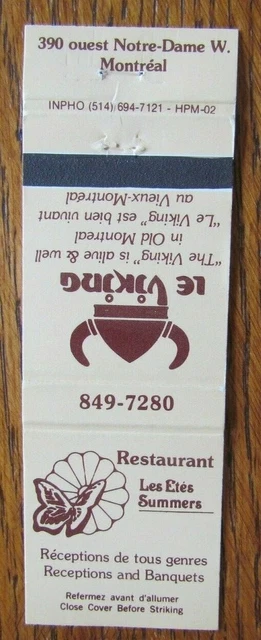 390 ouest Notre-Dame W.
Montréal
INPHO (514) 694-7121 - HPM-02
"The Viking" is alive & well
in Old Montreal
"Le Viking" est bien vivant
au Vieux-Montréal
LE VIKING
849-7280
Restaurant
Les Etés
Summers
Réceptions de tous genres
Receptions and Banquets
Refermez avant d'allumer
Close Cover Before Striking